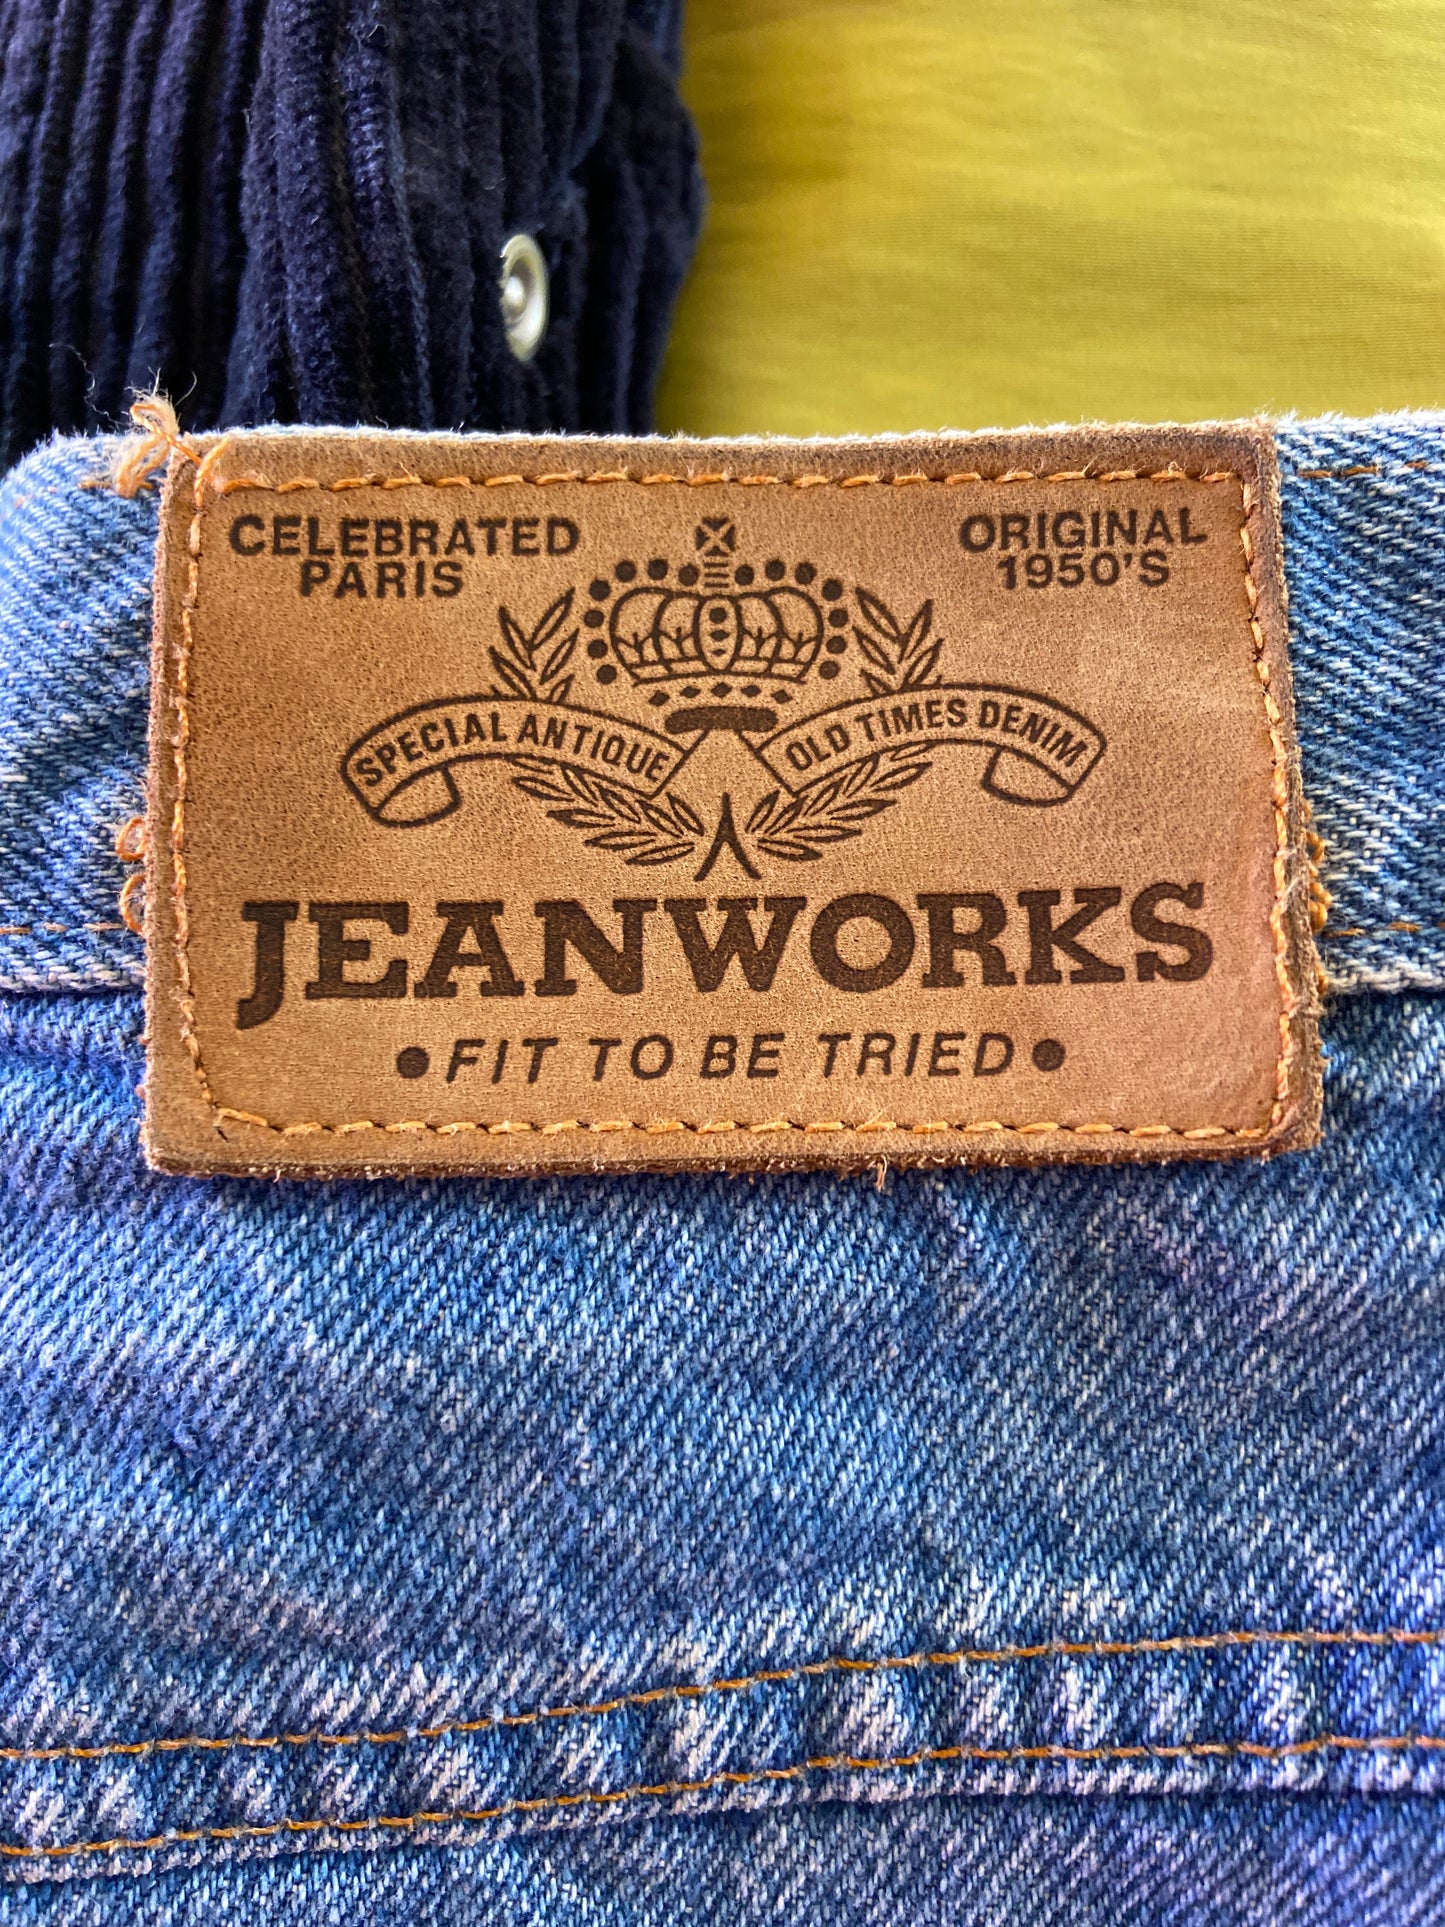 CELEBRATED
PARIS
ORIGINAL
1950'S
SPECIAL ANTIQUE
OLD TIMES DENIM
JEANWORKS
• FIT TO BE TRIED •